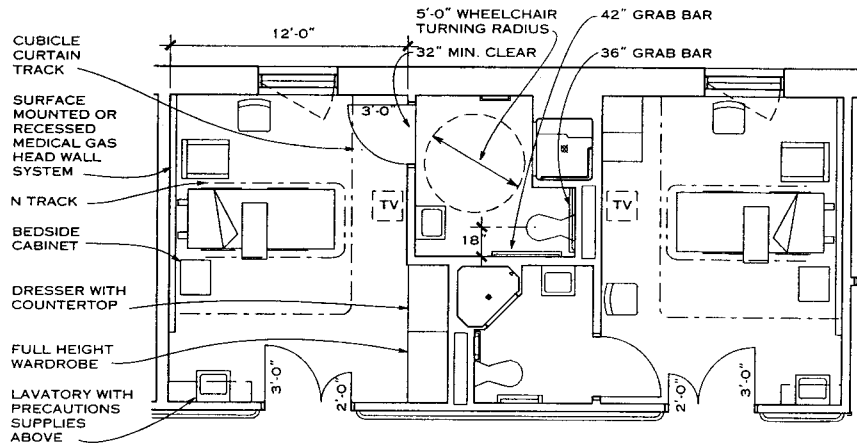 CUBICLE
CURTAIN
TRACK
SURFACE
MOUNTED OR
RECESSED
MEDICAL GAS
HEAD WALL
SYSTEM
N TRACK
BEDSIDE
CABINET
DRESSER WITH
COUNTERTOP
FULL HEIGHT
WARDROBE
LAVATORY WITH
PRECAUTIONS
SUPPLIES
ABOVE
12'-0"
5'-0" WHEELCHAIR
TURNING RADIUS
32" MIN. CLEAR
42" GRAB BAR
36" GRAB BAR
3'-0"
TV
18"
TV
3'-0"
2'-0"
2'-0"
3'-0"